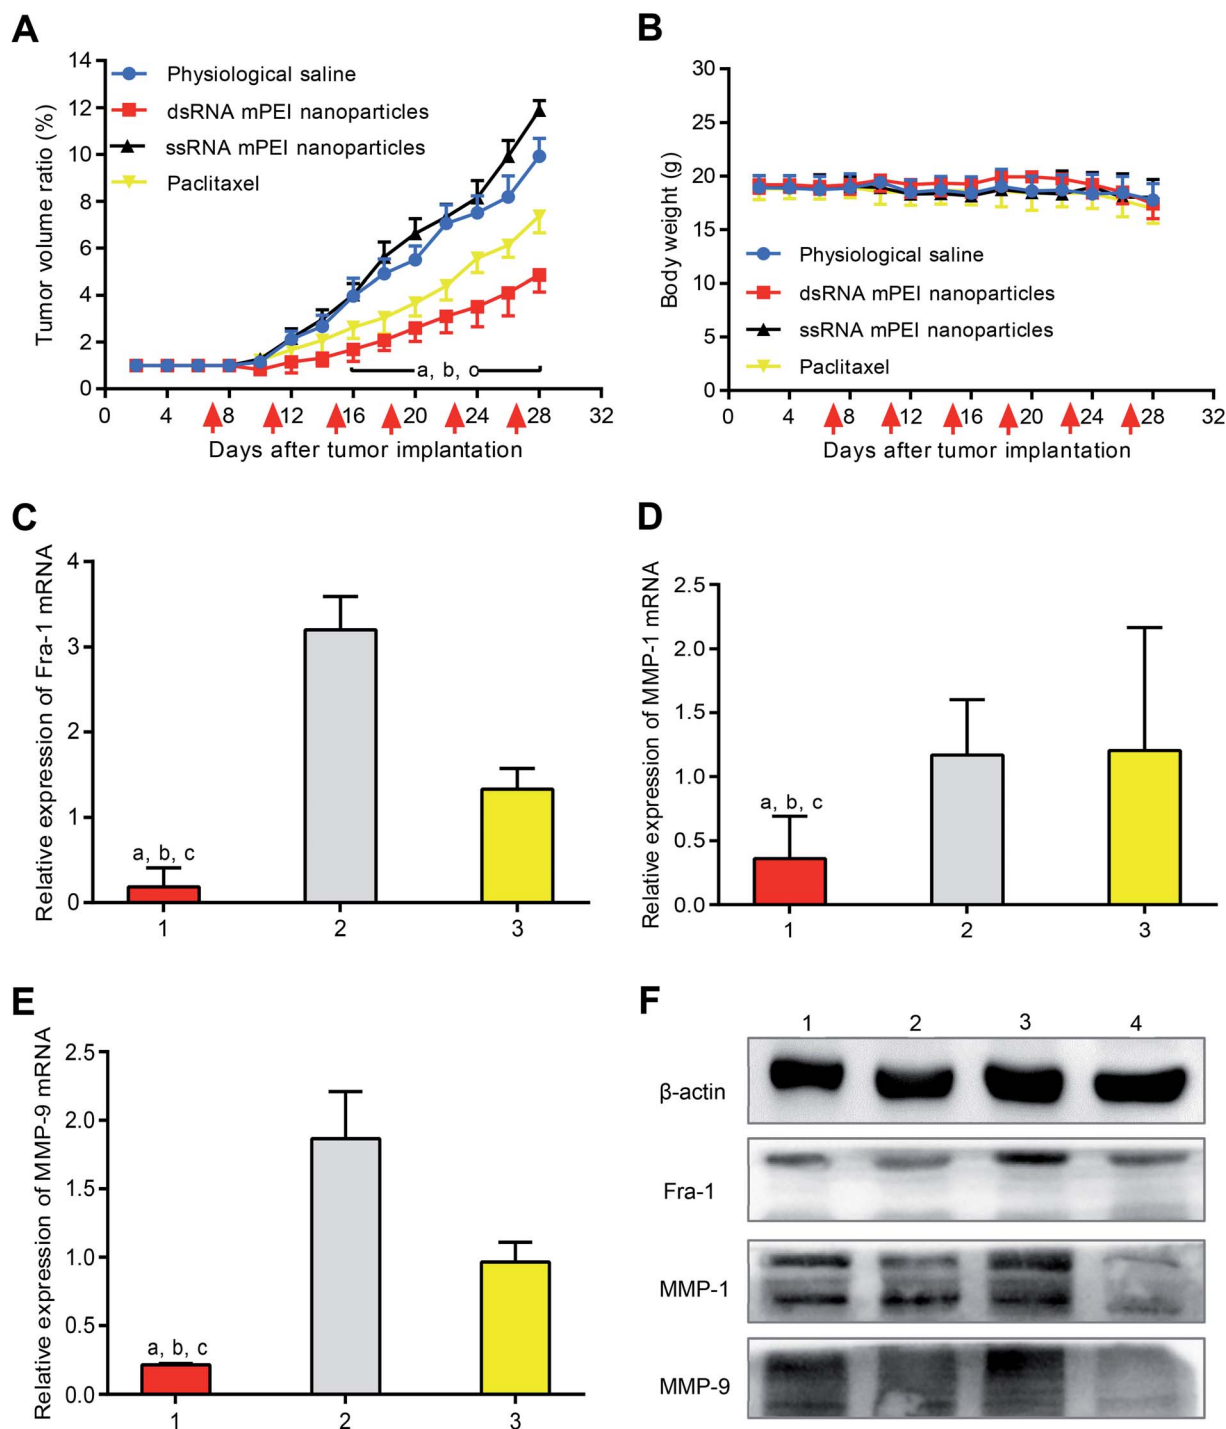 A
Tumor volume ratio (%)
14
12
10
8
6
4
2
0
Physiological saline
dsRNA mPEI nanoparticles
ssRNA mPEI nanoparticles
Paclitaxel
a, b, c
0 4 8 12 16 20 24 28 32
Days after tumor implantation
B
Body weight (g)
30
25
20
15
10
5
0
Physiological saline
dsRNA mPEI nanoparticles
ssRNA mPEI nanoparticles
Paclitaxel
0 4 8 12 16 20 24 28 32
Days after tumor implantation
C
Relative expression of Fra-1 mRNA
4
3
2
1
0
a, b, c
1 2 3
D
Relative expression of MMP-1 mRNA
2.5
2.0
1.5
1.0
0.5
0.0
a, b, c
1 2 3
E
Relative expression of MMP-9 mRNA
2.5
2.0
1.5
1.0
0.5
0.0
a, b, c
1 2 3
F
1 2 3 4
β-actin
Fra-1
MMP-1
MMP-9